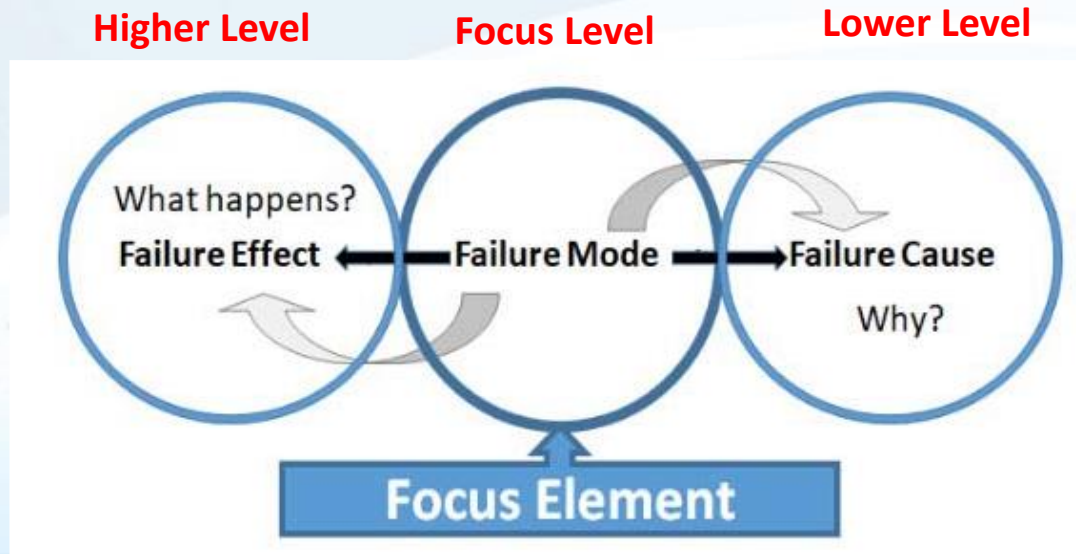 Higher Level
Focus Level
Lower Level
What happens?
Failure Effect
Failure Mode
Failure Cause
Why?
Focus Element